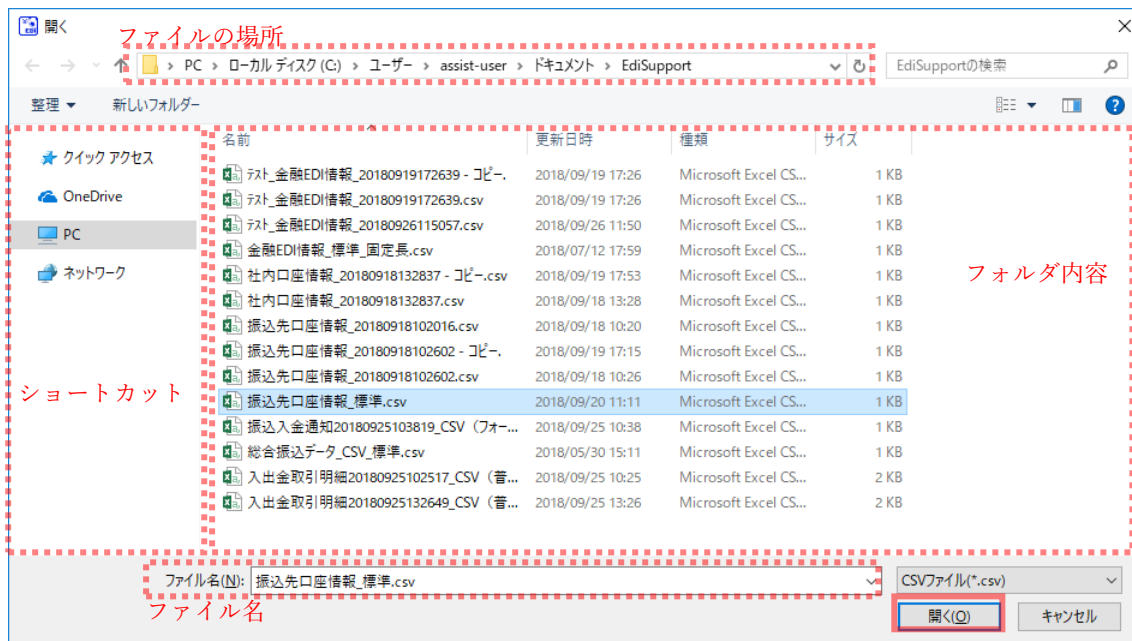 開く
ファイルの場所
PC › ローカル ディスク (C:) › ユーザー › assist-user › ドキュメント › EdiSupport
EdiSupportの検索
整理 新しいフォルダー
クイック アクセス
OneDrive
PC
ネットワーク
ショートカット
名前 更新日時 種類 サイズ
テスト_金融EDI情報_20180919172639 - コピー. 2018/09/19 17:26 Microsoft Excel CS... 1 KB
テスト_金融EDI情報_20180919172639.csv 2018/09/19 17:26 Microsoft Excel CS... 1 KB
テスト_金融EDI情報_20180926115057.csv 2018/09/26 11:50 Microsoft Excel CS... 1 KB
金融EDI情報_標準_固定長.csv 2018/07/12 17:59 Microsoft Excel CS... 1 KB
社内口座情報_20180918132837 - コピー.csv 2018/09/19 17:53 Microsoft Excel CS... 1 KB
社内口座情報_20180918132837.csv 2018/09/18 13:28 Microsoft Excel CS... 1 KB
振込先口座情報_20180918102016.csv 2018/09/18 10:20 Microsoft Excel CS... 1 KB
振込先口座情報_20180918102602 - コピー. 2018/09/19 17:15 Microsoft Excel CS... 1 KB
振込先口座情報_20180918102602.csv 2018/09/18 10:26 Microsoft Excel CS... 1 KB
振込先口座情報_標準.csv 2018/09/20 11:11 Microsoft Excel CS... 1 KB
振込入金通知20180925103819_CSV（フォー... 2018/09/25 10:38 Microsoft Excel CS... 1 KB
総合振込データ_CSV_標準.csv 2018/05/30 15:11 Microsoft Excel CS... 1 KB
入出金取引明細20180925102517_CSV（普... 2018/09/25 10:25 Microsoft Excel CS... 2 KB
入出金取引明細20180925132649_CSV（普... 2018/09/25 13:26 Microsoft Excel CS... 2 KB
フォルダ内容
ファイル名(N): 振込先口座情報_標準.csv
CSVファイル(*.csv)
ファイル名
開く(O) キャンセル